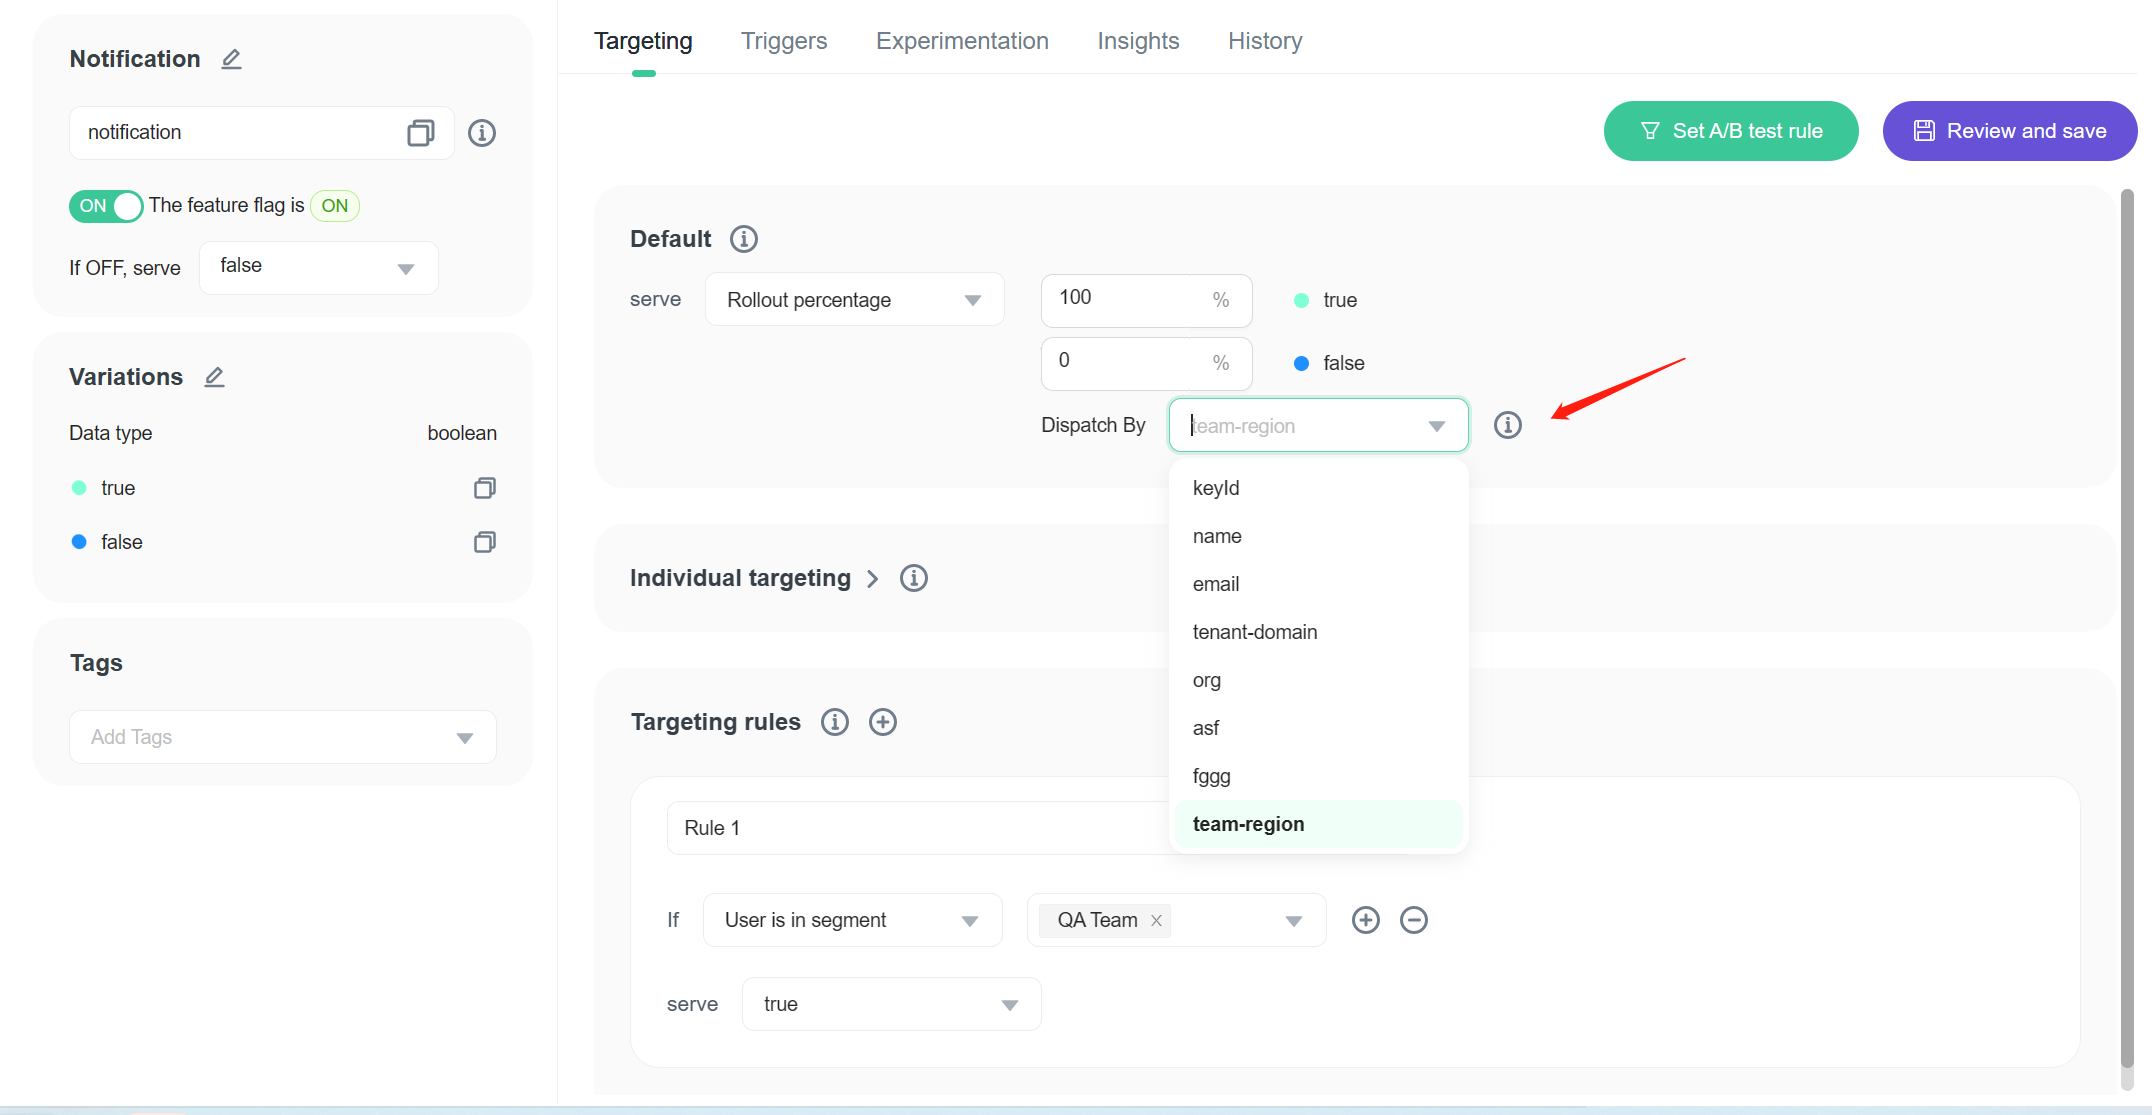 Notification
notification
ON The feature flag is ON
If OFF, serve false
Variations
Data type boolean
true
false
Tags
Add Tags
Targeting Triggers Experimentation Insights History
Set A/B test rule Review and save
Default
serve Rollout percentage 100 % true
0 % false
Dispatch By team-region
keyId
name
email
tenant-domain
org
asf
fggg
team-region
Individual targeting
Targeting rules
Rule 1
If User is in segment QA Team
serve true